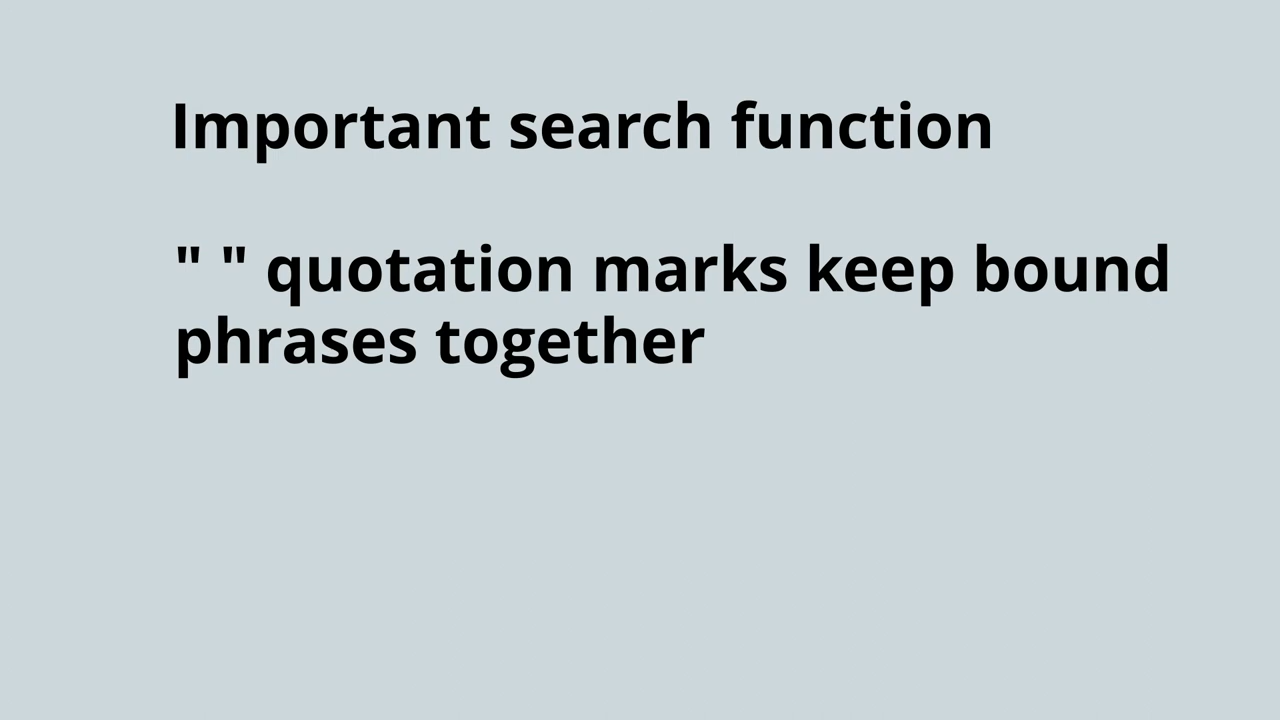 Important search function
" " quotation marks keep bound
phrases together